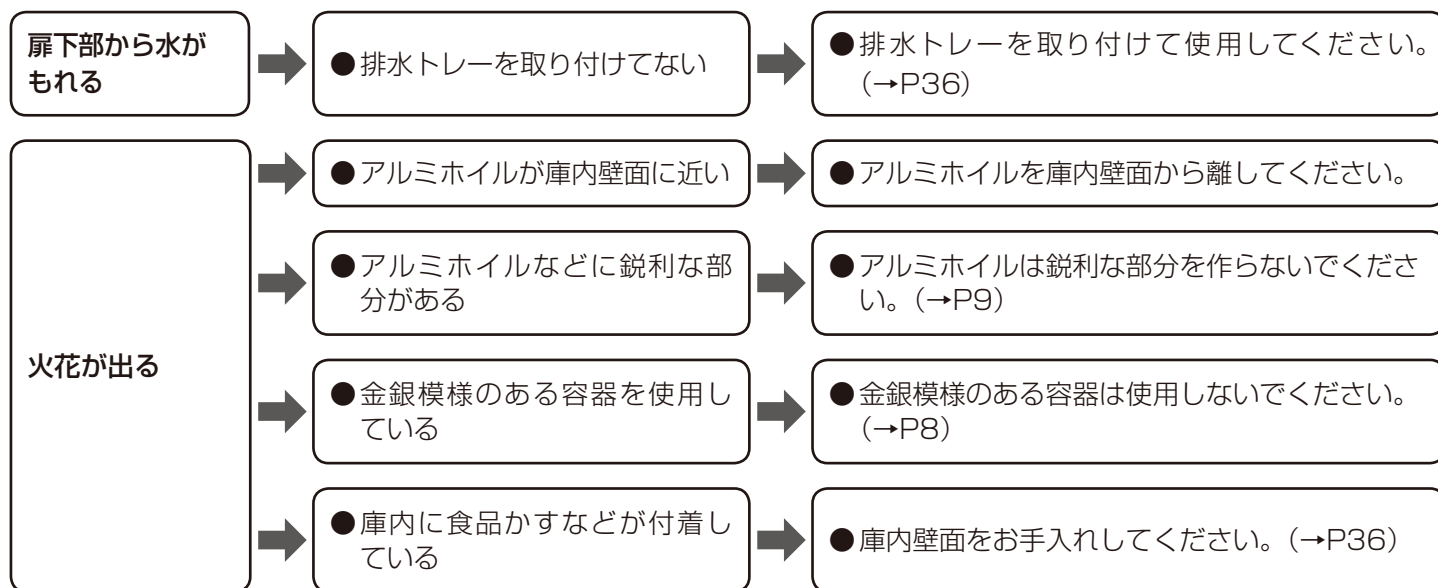 扉下部から水が
もれる
●排水トレーを取り付けてない
●排水トレーを取り付けて使用してください。
（→P36）
火花が出る
●アルミホイルが庫内壁面に近い
●アルミホイルを庫内壁面から離してください。
●アルミホイルなどに鋭利な部
分がある
●アルミホイルは鋭利な部分を作らないでくださ
い。（→P9）
●金銀模様のある容器を使用し
ている
●金銀模様のある容器は使用しないでください。
（→P8）
●庫内に食品かすなどが付着し
ている
●庫内壁面をお手入れしてください。（→P36）